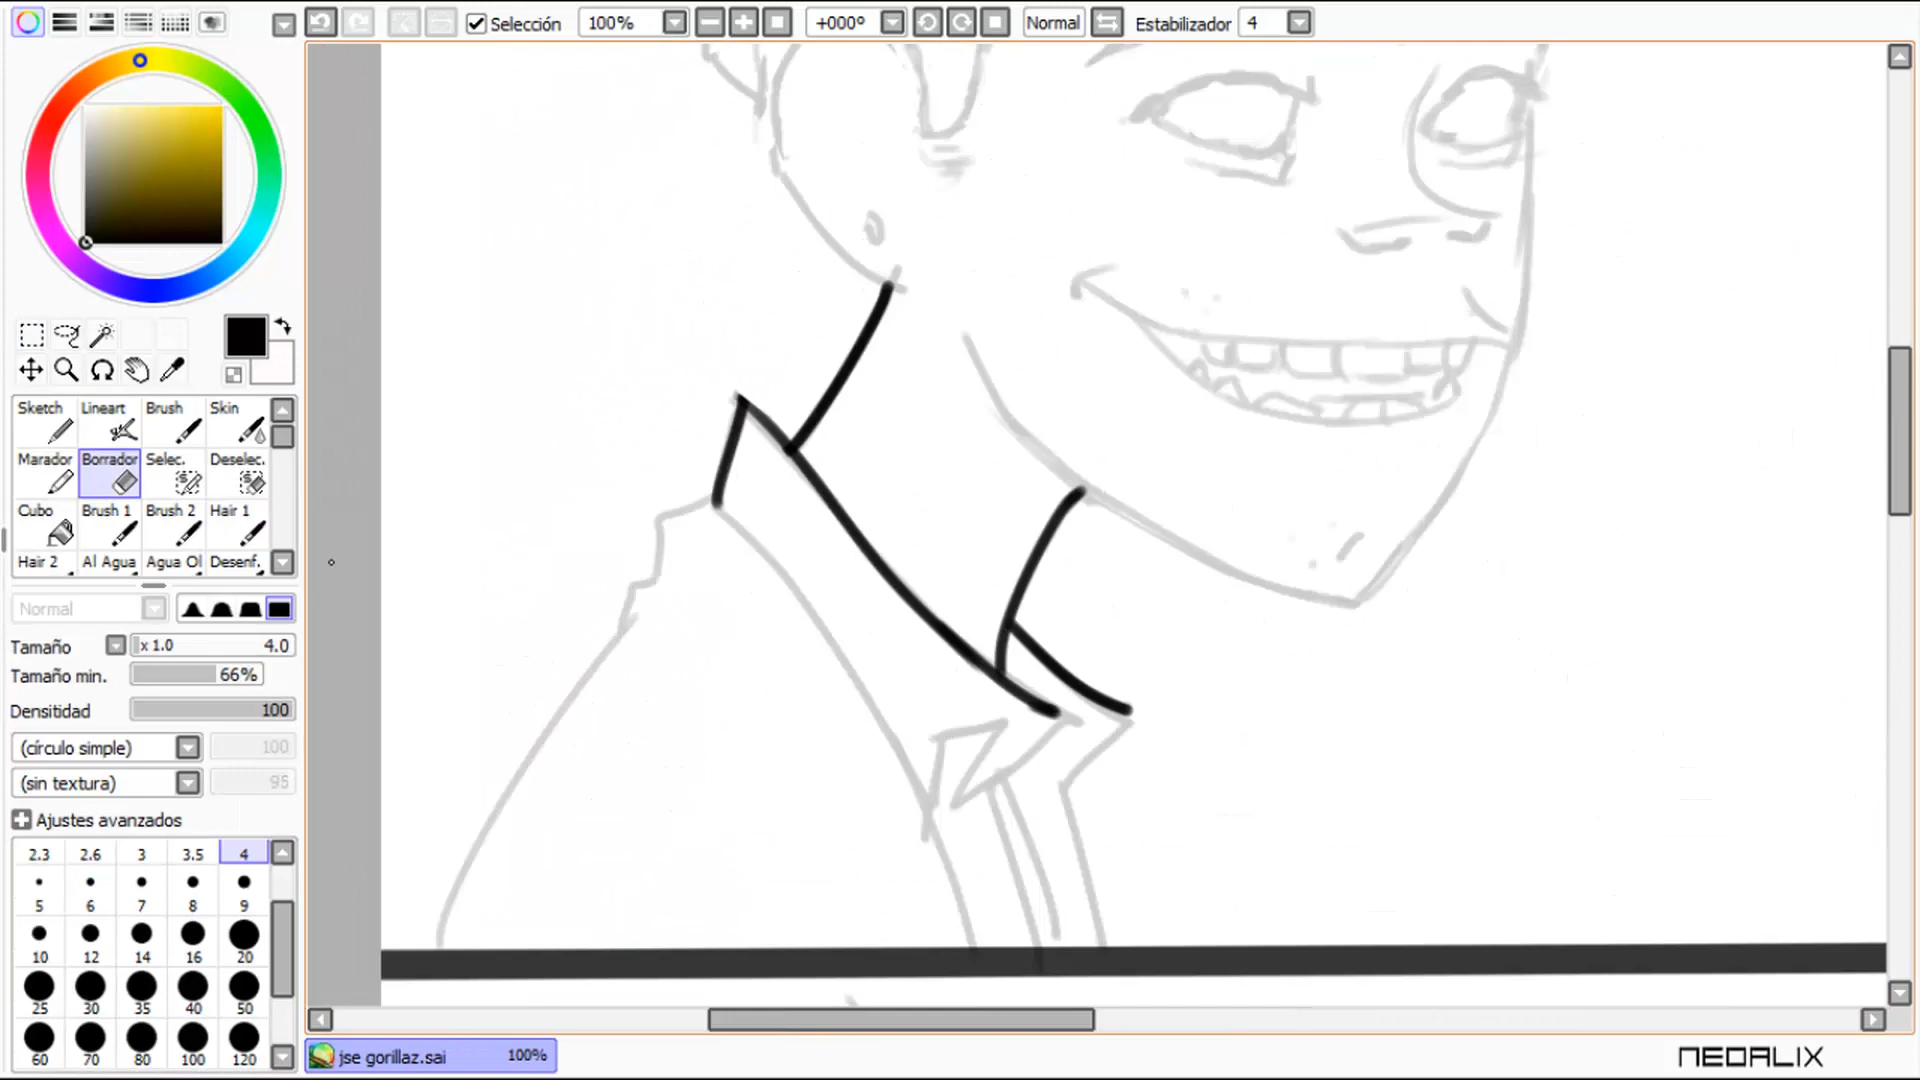 Selección 100% +000º Normal Estabilizador 4
Sketch Lineart Brush Skin
Marador Borrador Selec. Deselec.
Cubo Brush 1 Brush 2 Hair 1
Hair 2 Al Agua Agua Ol Desenf.
Normal
Tamaño x 1.0 4.0
Tamaño min. 66%
Densitidad 100
(círculo simple) 100
(sin textura) 95
Ajustes avanzados
2.3 2.6 3 3.5 4
5 6 7 8 9
10 12 14 16 20
25 30 35 40 50
60 70 80 100 120
jse gorillaz.sai 100%
NEOALIX